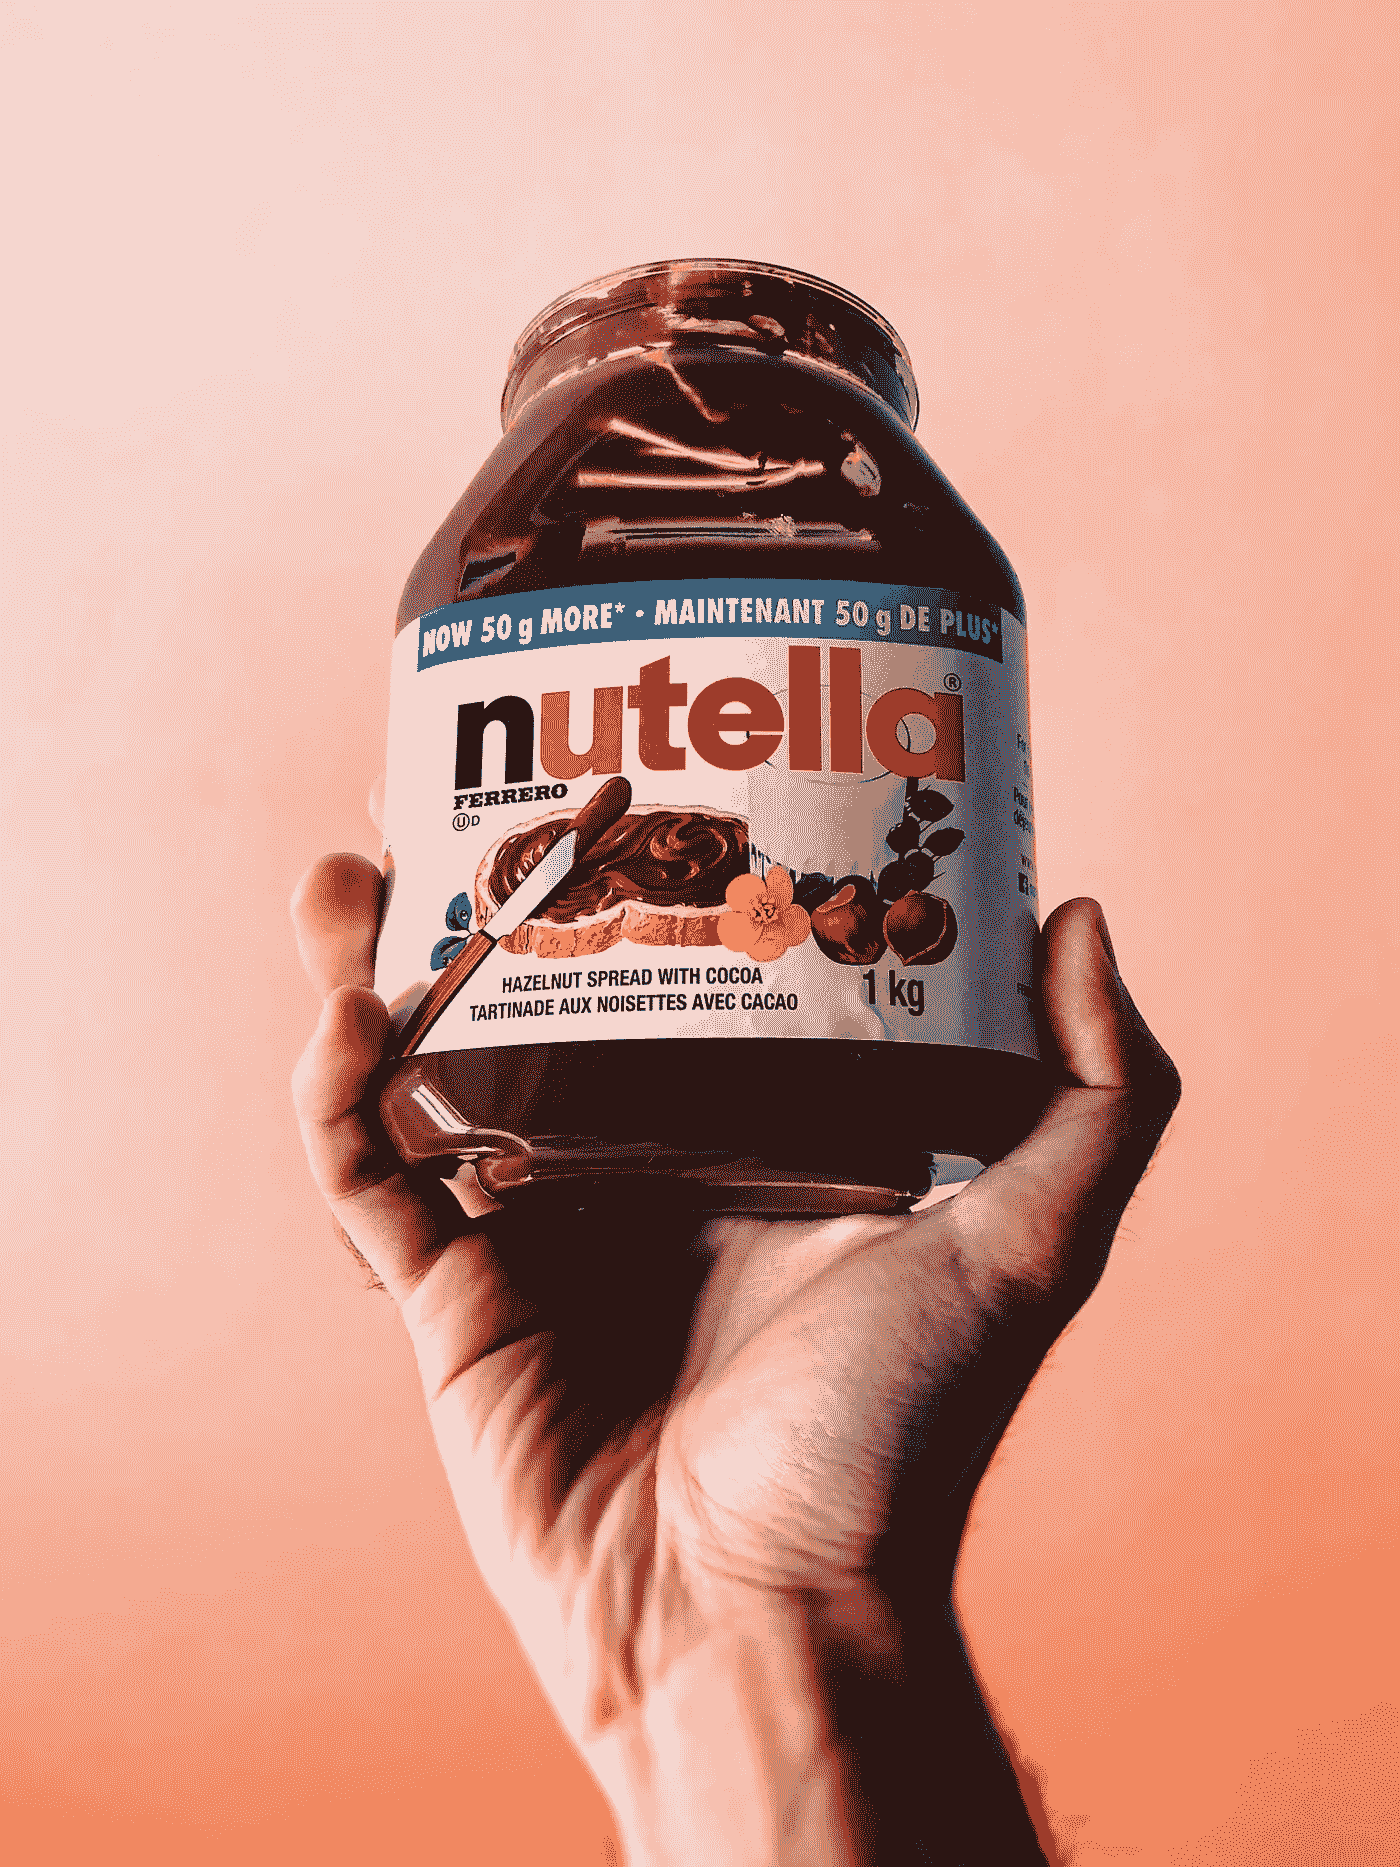 NOW 50 g MORE* • MAINTENANT 50 g DE PLUS*
nutella®
FERRERO
Ⓤ D
HAZELNUT SPREAD WITH COCOA
TARTINADE AUX NOISETTES AVEC CACAO
1 kg